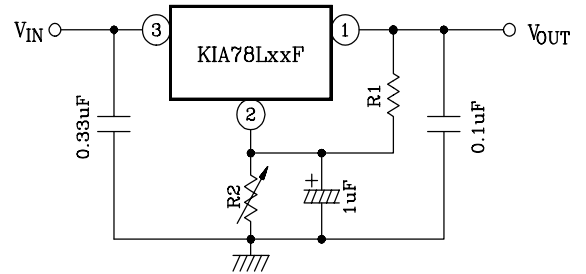 VIN
3
KIA78LxxF
1
VOUT
2
0.33uF
R1
0.1uF
R2
+
1uF